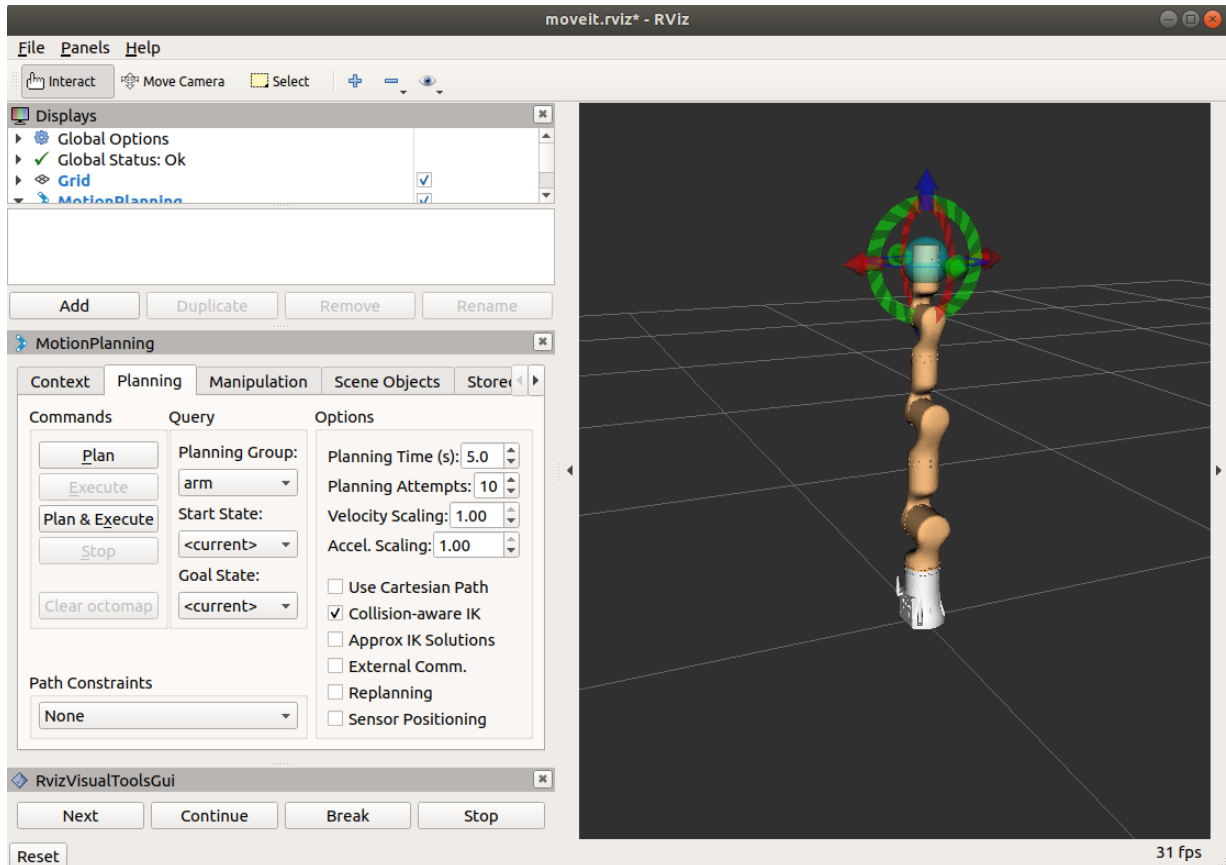 moveit.rviz* - RViz
File Panels Help
Interact Move Camera Select
Displays
Global Options
Global Status: Ok
Grid
MotionPlanning
Add Duplicate Remove Rename
MotionPlanning
Context Planning Manipulation Scene Objects Stored
Commands Query Options
Plan
Execute
Plan & Execute
Stop
Clear octomap
Planning Group:
arm
Start State:
<current>
Goal State:
<current>
Planning Time (s): 5.0
Planning Attempts: 10
Velocity Scaling: 1.00
Accel. Scaling: 1.00
Use Cartesian Path
Collision-aware IK
Approx IK Solutions
External Comm.
Replanning
Sensor Positioning
Path Constraints
None
RvizVisualToolsGui
Next Continue Break Stop
Reset
31 fps